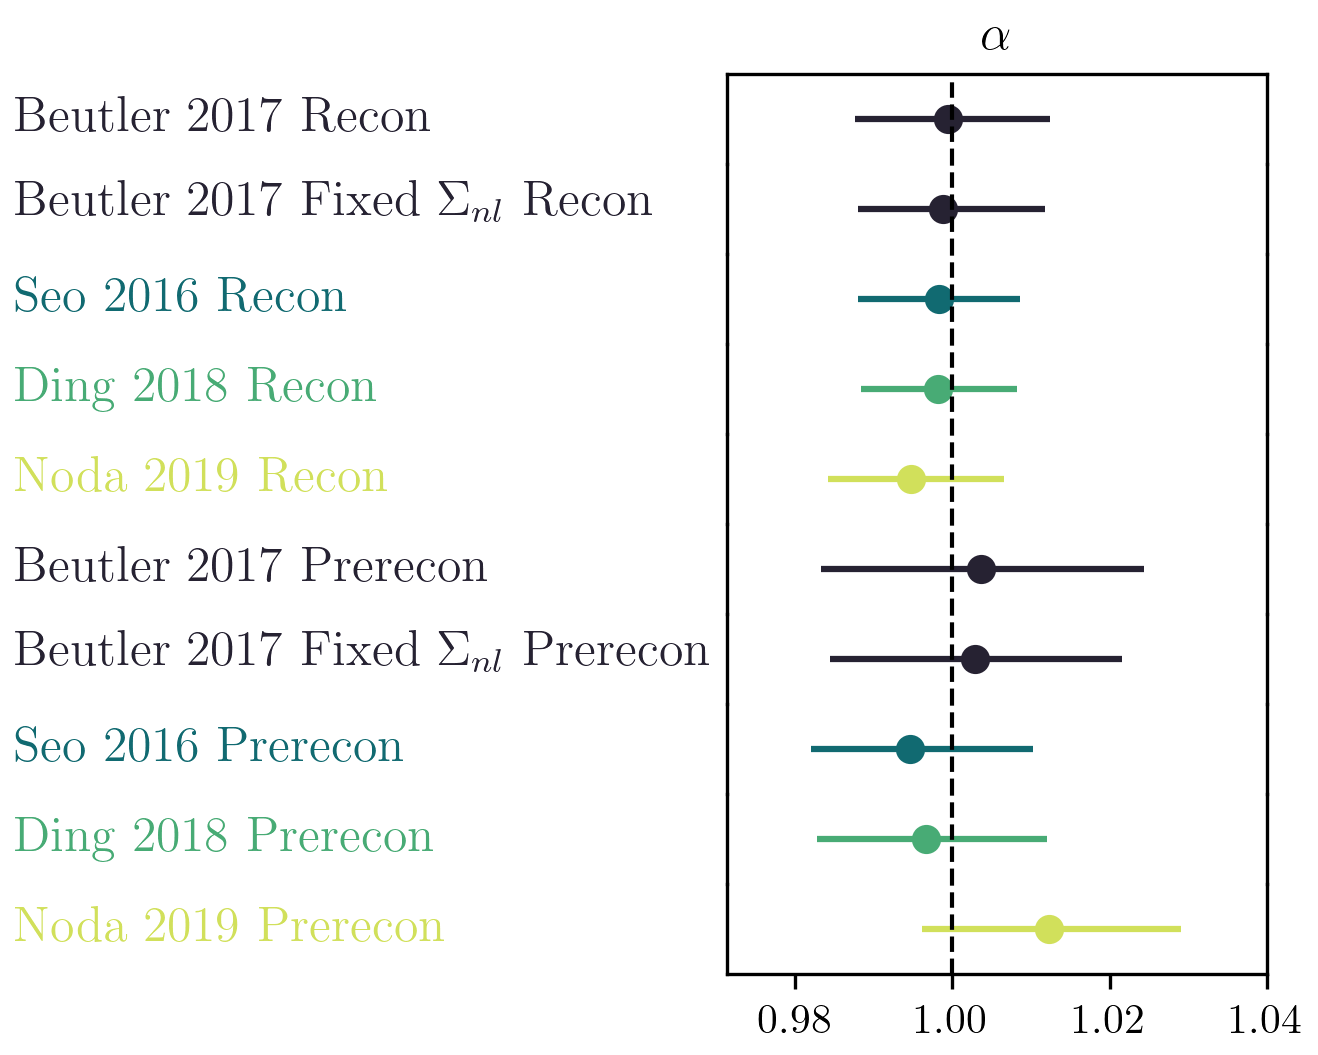 α
Beutler 2017 Recon
Beutler 2017 Fixed Σnl Recon
Seo 2016 Recon
Ding 2018 Recon
Noda 2019 Recon
Beutler 2017 Prerecon
Beutler 2017 Fixed Σnl Prerecon
Seo 2016 Prerecon
Ding 2018 Prerecon
Noda 2019 Prerecon
0.98 1.00 1.02 1.04